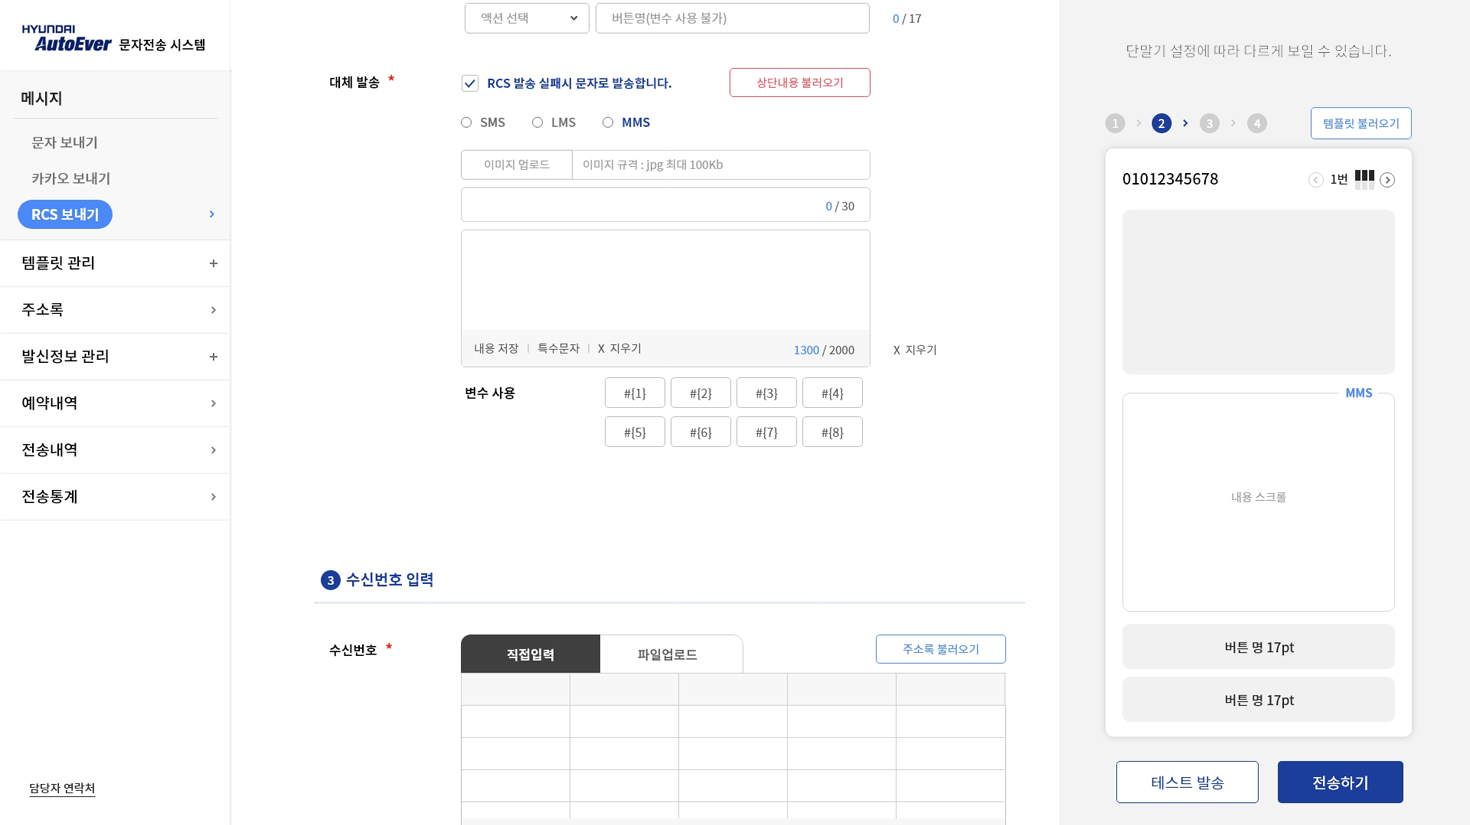 HYUNDAI
AutoEver 문자전송 시스템
메시지
문자 보내기
카카오 보내기
RCS 보내기
템플릿 관리
주소록
발신정보 관리
예약내역
전송내역
전송통계
담당자 연락처
액션 선택
버튼명(변수 사용 불가)
0 / 17
대체 발송 *
RCS 발송 실패시 문자로 발송합니다.
상단내용 불러오기
SMS LMS MMS
이미지 업로드 이미지 규격 : jpg 최대 100Kb
0 / 30
내용 저장 | 특수문자 | X 지우기 1300 / 2000
X 지우기
변수 사용
#{1} #{2} #{3} #{4}
#{5} #{6} #{7} #{8}
3 수신번호 입력
수신번호 *
직접입력 파일업로드
주소록 불러오기
단말기 설정에 따라 다르게 보일 수 있습니다.
1 2 3 4
템플릿 불러오기
01012345678
1번
MMS
내용 스크롤
버튼 명 17pt
버튼 명 17pt
테스트 발송 전송하기